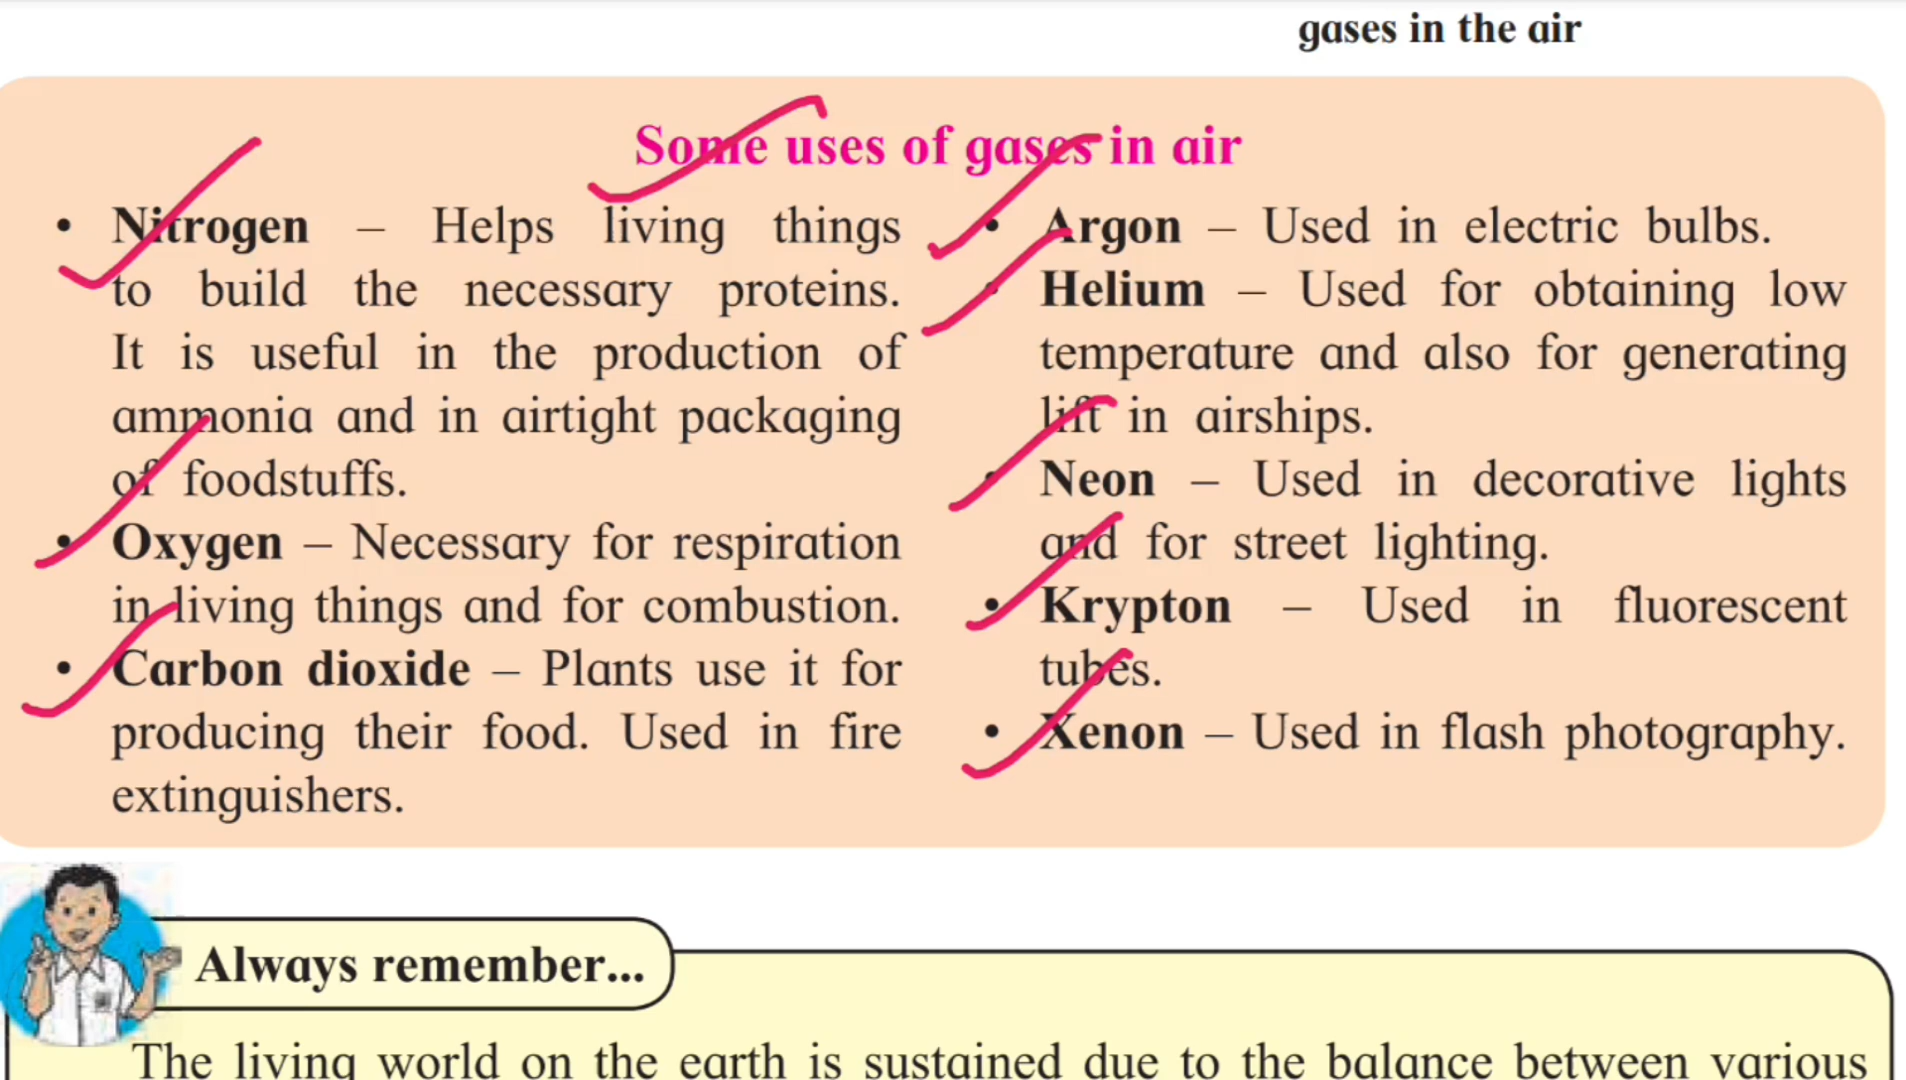 gases in the air
Some uses of gases in air
• Nitrogen – Helps living things
to build the necessary proteins.
It is useful in the production of
ammonia and in airtight packaging
of foodstuffs.
• Oxygen – Necessary for respiration
in living things and for combustion.
• Carbon dioxide – Plants use it for
producing their food. Used in fire
extinguishers.
• Argon – Used in electric bulbs.
• Helium – Used for obtaining low
temperature and also for generating
lift in airships.
• Neon – Used in decorative lights
and for street lighting.
• Krypton – Used in fluorescent
tubes.
• Xenon – Used in flash photography.
Always remember...
The living world on the earth is sustained due to the balance between various